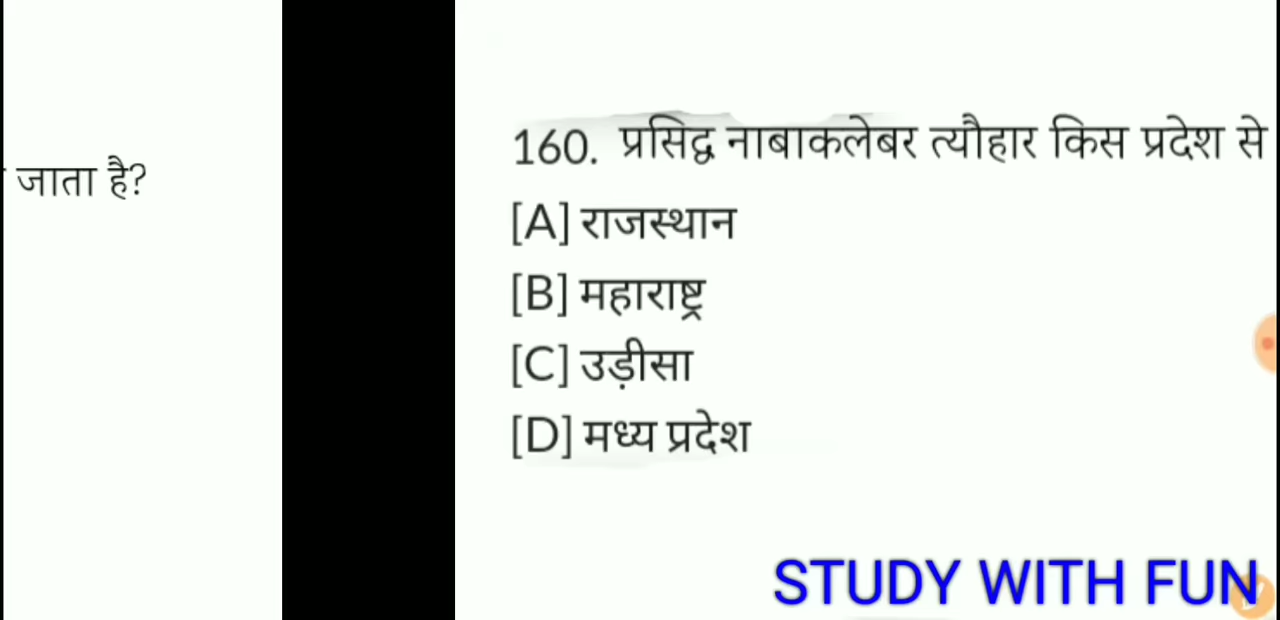 जाता है?
160. प्रसिद्व नाबाकलेबर त्यौहार किस प्रदेश से
[A] राजस्थान
[B] महाराष्ट्र
[C] उड़ीसा
[D] मध्य प्रदेश
STUDY WITH FUN